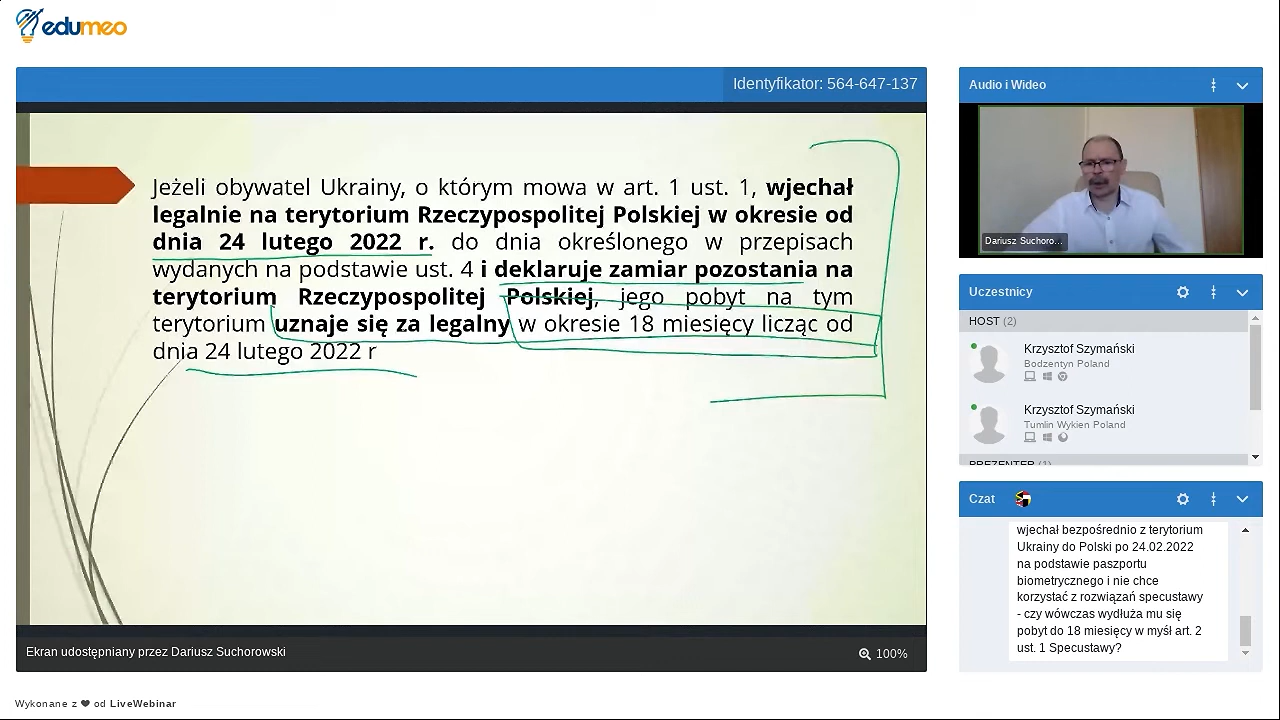 edumeo
Identyfikator: 564-647-137
Jeżeli obywatel Ukrainy, o którym mowa w art. 1 ust. 1, wjechał
legalnie na terytorium Rzeczypospolitej Polskiej w okresie od
dnia 24 lutego 2022 r. do dnia określonego w przepisach
wydanych na podstawie ust. 4 i deklaruje zamiar pozostania na
terytorium Rzeczypospolitej Polskiej, jego pobyt na tym
terytorium uznaje się za legalny w okresie 18 miesięcy licząc od
dnia 24 lutego 2022 r
Ekran udostępniany przez Dariusz Suchorowski
100%
Audio i Wideo
Dariusz Suchoro...
Uczestnicy
HOST (2)
Krzysztof Szymański
Bodzentyn Poland
Krzysztof Szymański
Tumlin Wykien Poland
PREZENTER (1)
Czat
wjechał bezpośrednio z terytorium
Ukrainy do Polski po 24.02.2022
na podstawie paszportu
biometrycznego i nie chce
korzystać z rozwiązań specustawy
- czy wówczas wydłuża mu się
pobyt do 18 miesięcy w myśł art. 2
ust. 1 Specustawy?
Wykonane z ❤ od LiveWebinar